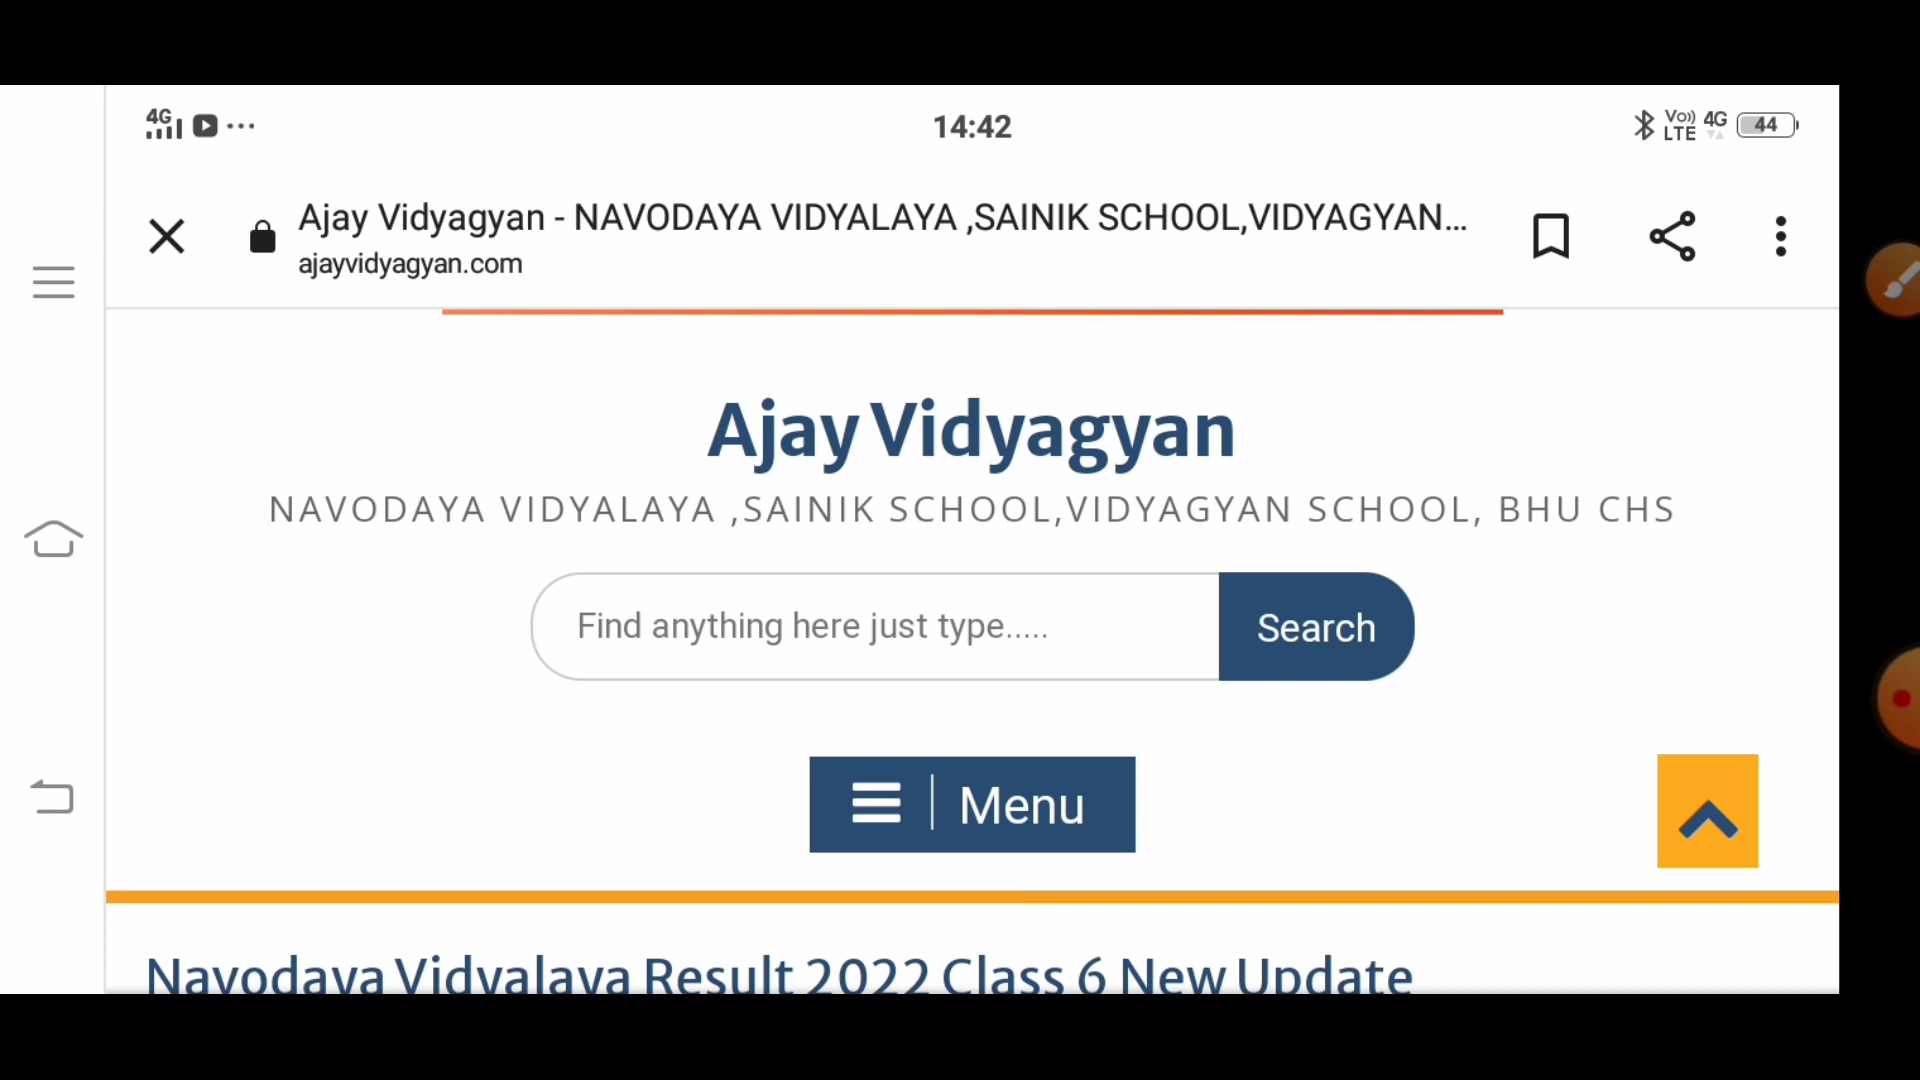 4G
14:42
Vo)) 4G
LTE
44
Ajay Vidyagyan - NAVODAYA VIDYALAYA ,SAINIK SCHOOL,VIDYAGYAN...
ajayvidyagyan.com
Ajay Vidyagyan
NAVODAYA VIDYALAYA ,SAINIK SCHOOL,VIDYAGYAN SCHOOL, BHU CHS
Find anything here just type.....
Search
Menu
Navodaya Vidyalaya Result 2022 Class 6 New Update